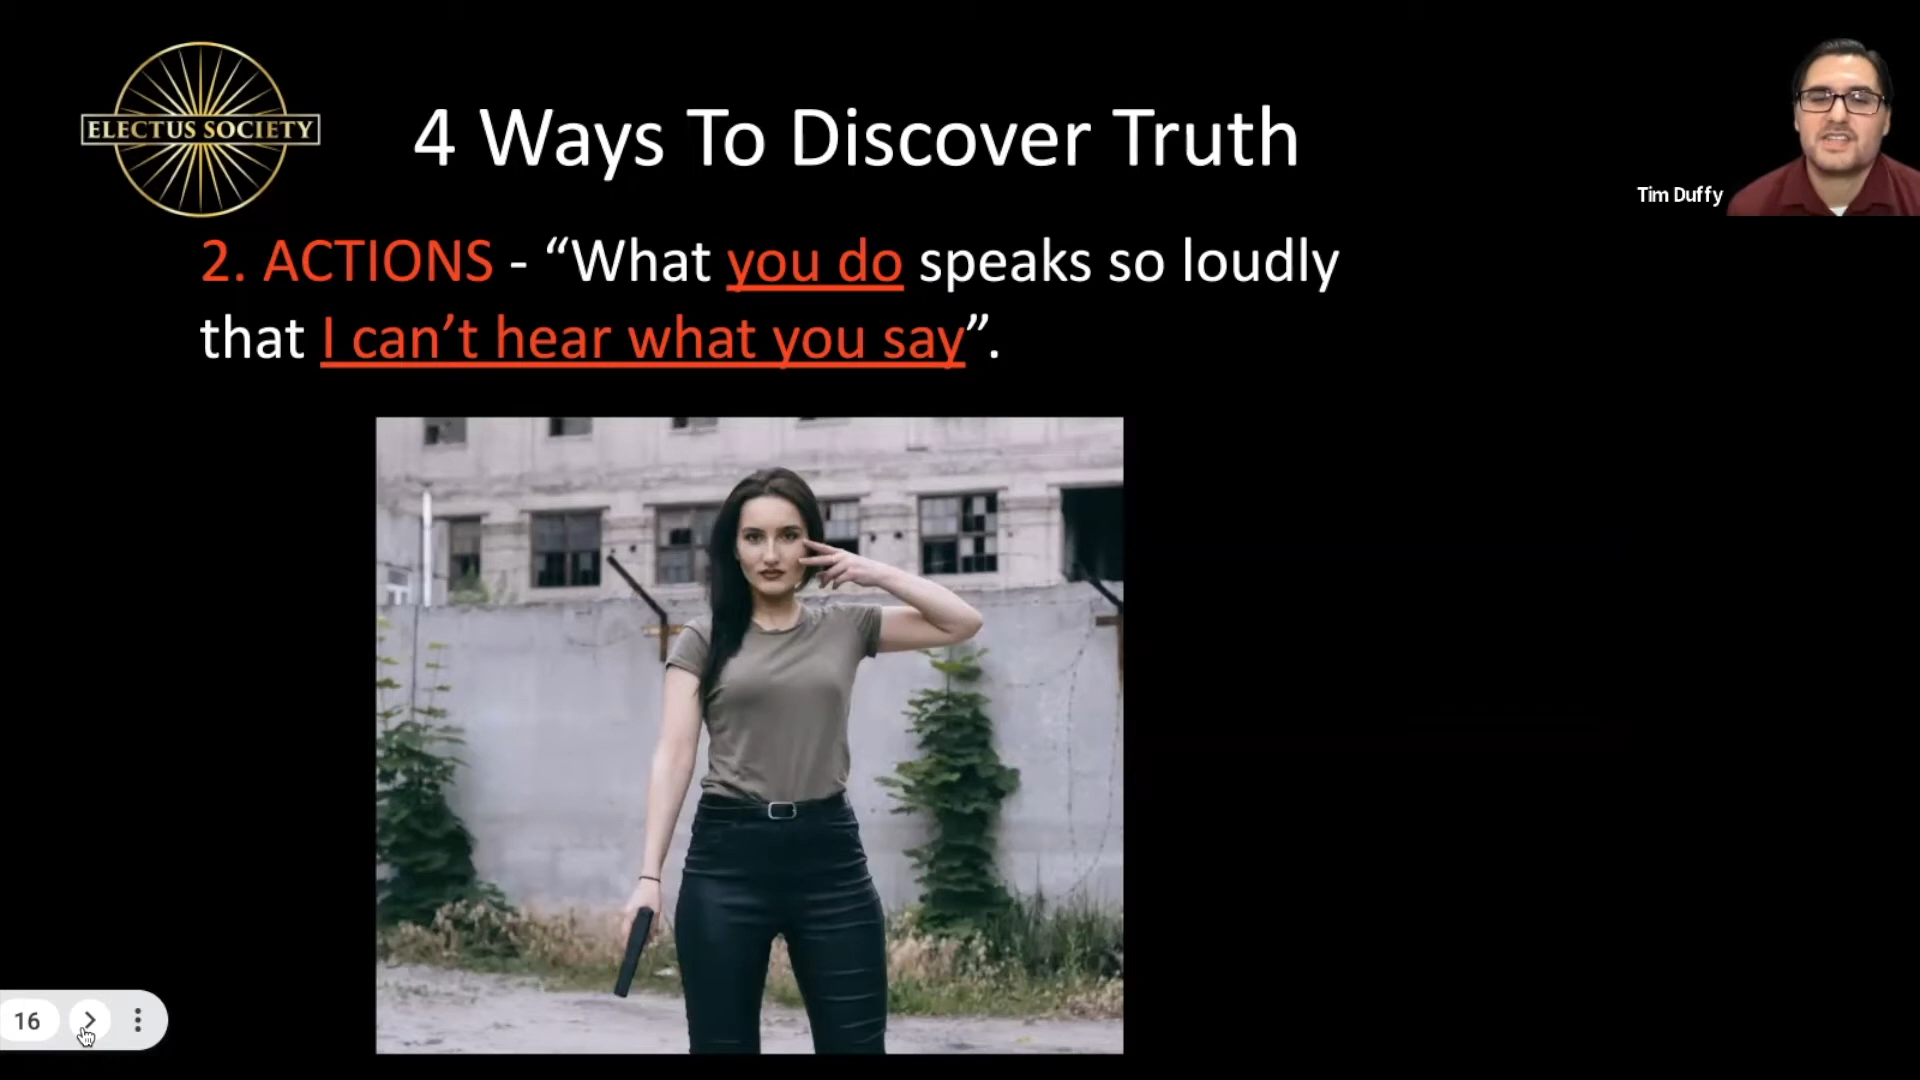 ELECTUS SOCIETY
4 Ways To Discover Truth
Tim Duffy
2. ACTIONS - “What you do speaks so loudly
that I can’t hear what you say”.
16